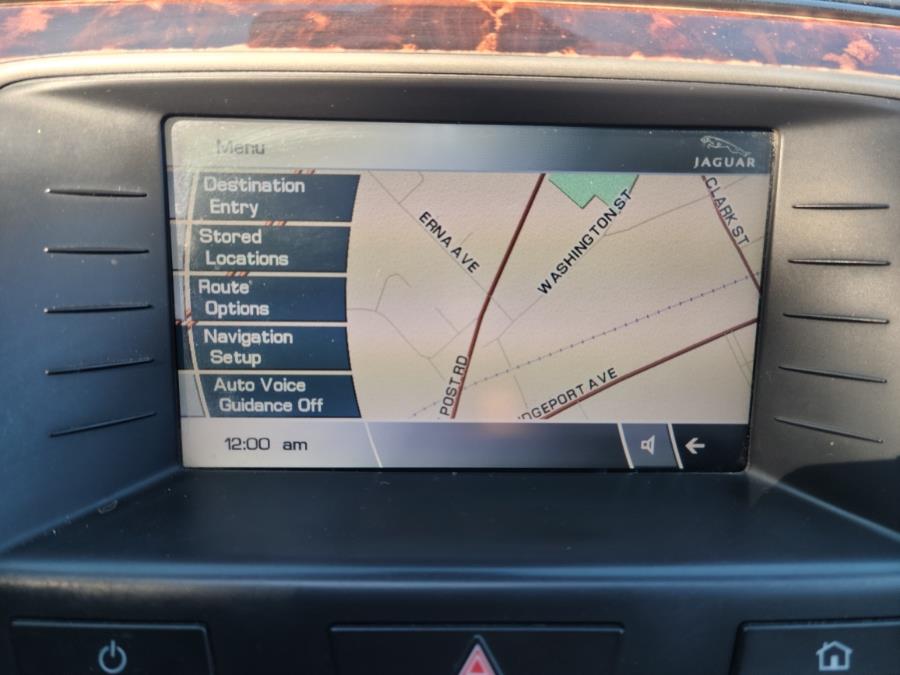 Menu
JAGUAR
Destination
Entry
Stored
Locations
Route
Options
Navigation
Setup
Auto Voice
Guidance Off
ERNA AVE
WASHINGTON ST
CLARK ST
POST RD
DGEPORT AVE
12:00 am